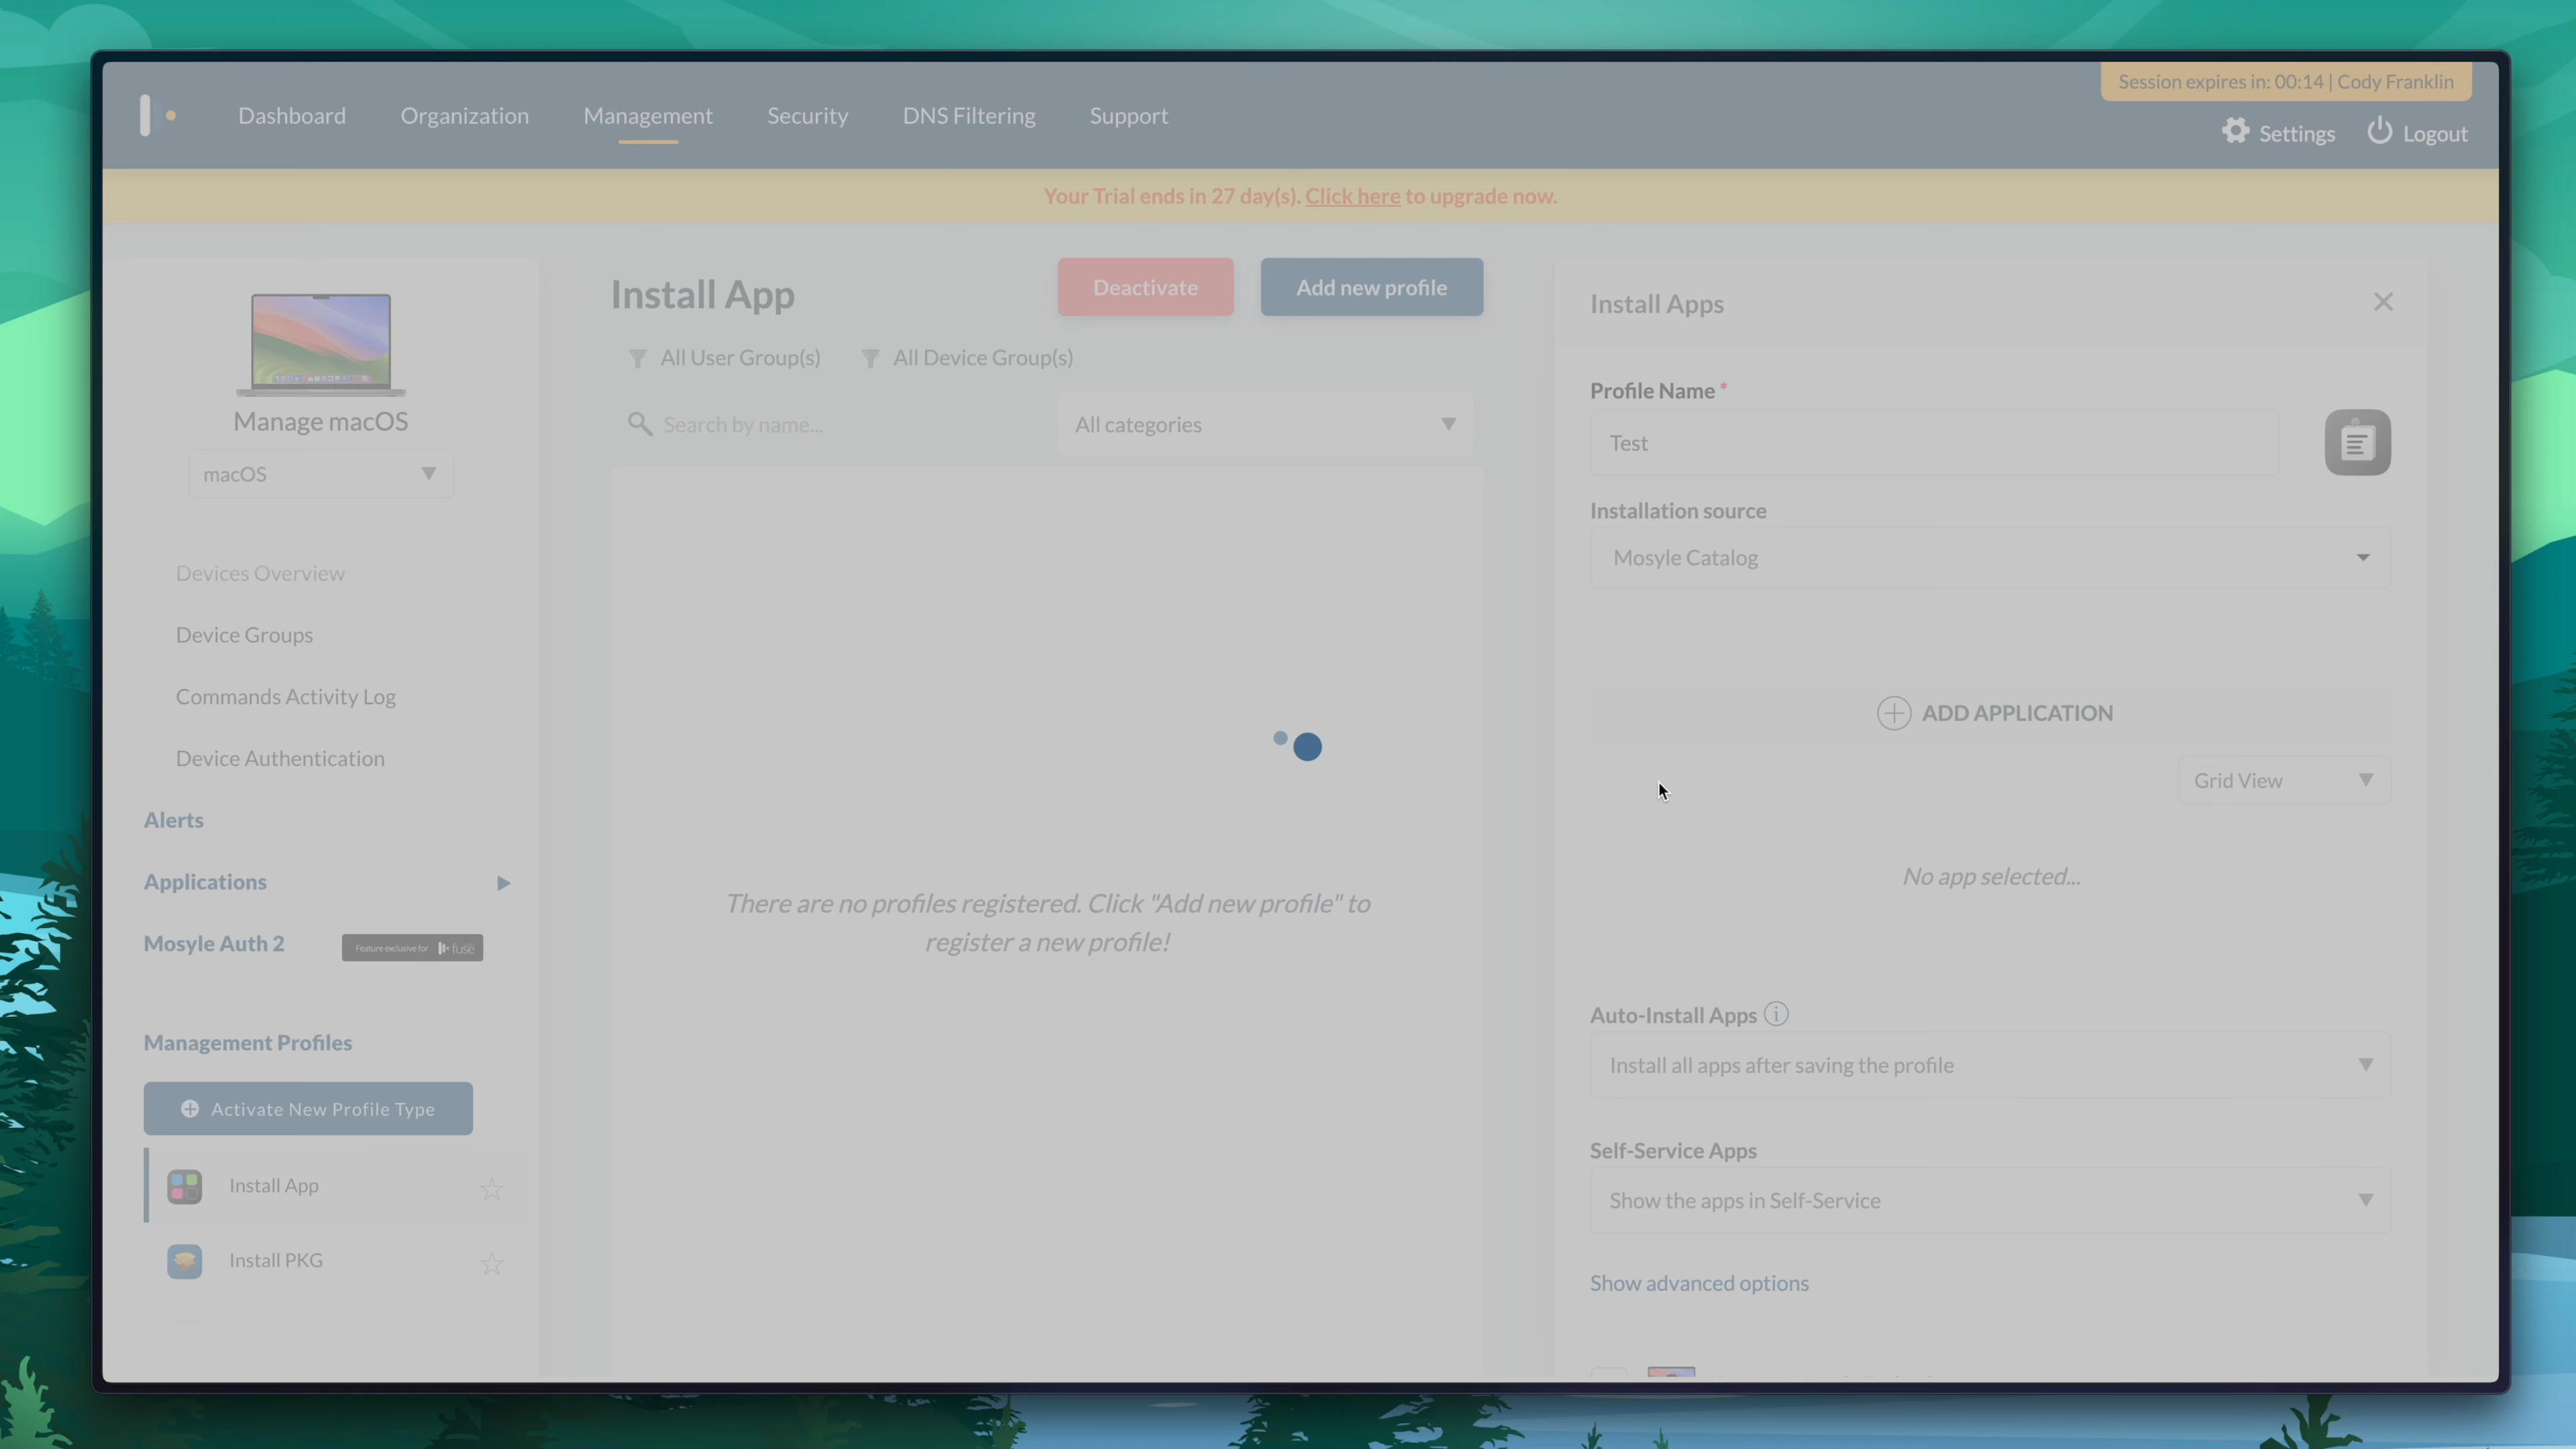 Session expires in: 00:14 | Cody Franklin
Dashboard
Organization
Management
Security
DNS Filtering
Support
Settings
Logout
Your Trial ends in 27 day(s). Click here to upgrade now.
Manage macOS
macOS
Devices Overview
Device Groups
Commands Activity Log
Device Authentication
Alerts
Applications
Mosyle Auth 2
Feature exclusive for fuse
Management Profiles
Activate New Profile Type
Install App
Install PKG
Install App
Deactivate
Add new profile
All User Group(s)
All Device Group(s)
Search by name...
All categories
There are no profiles registered. Click "Add new profile" to
register a new profile!
Install Apps
Profile Name *
Test
Installation source
Mosyle Catalog
ADD APPLICATION
Grid View
No app selected...
Auto-Install Apps
Install all apps after saving the profile
Self-Service Apps
Show the apps in Self-Service
Show advanced options